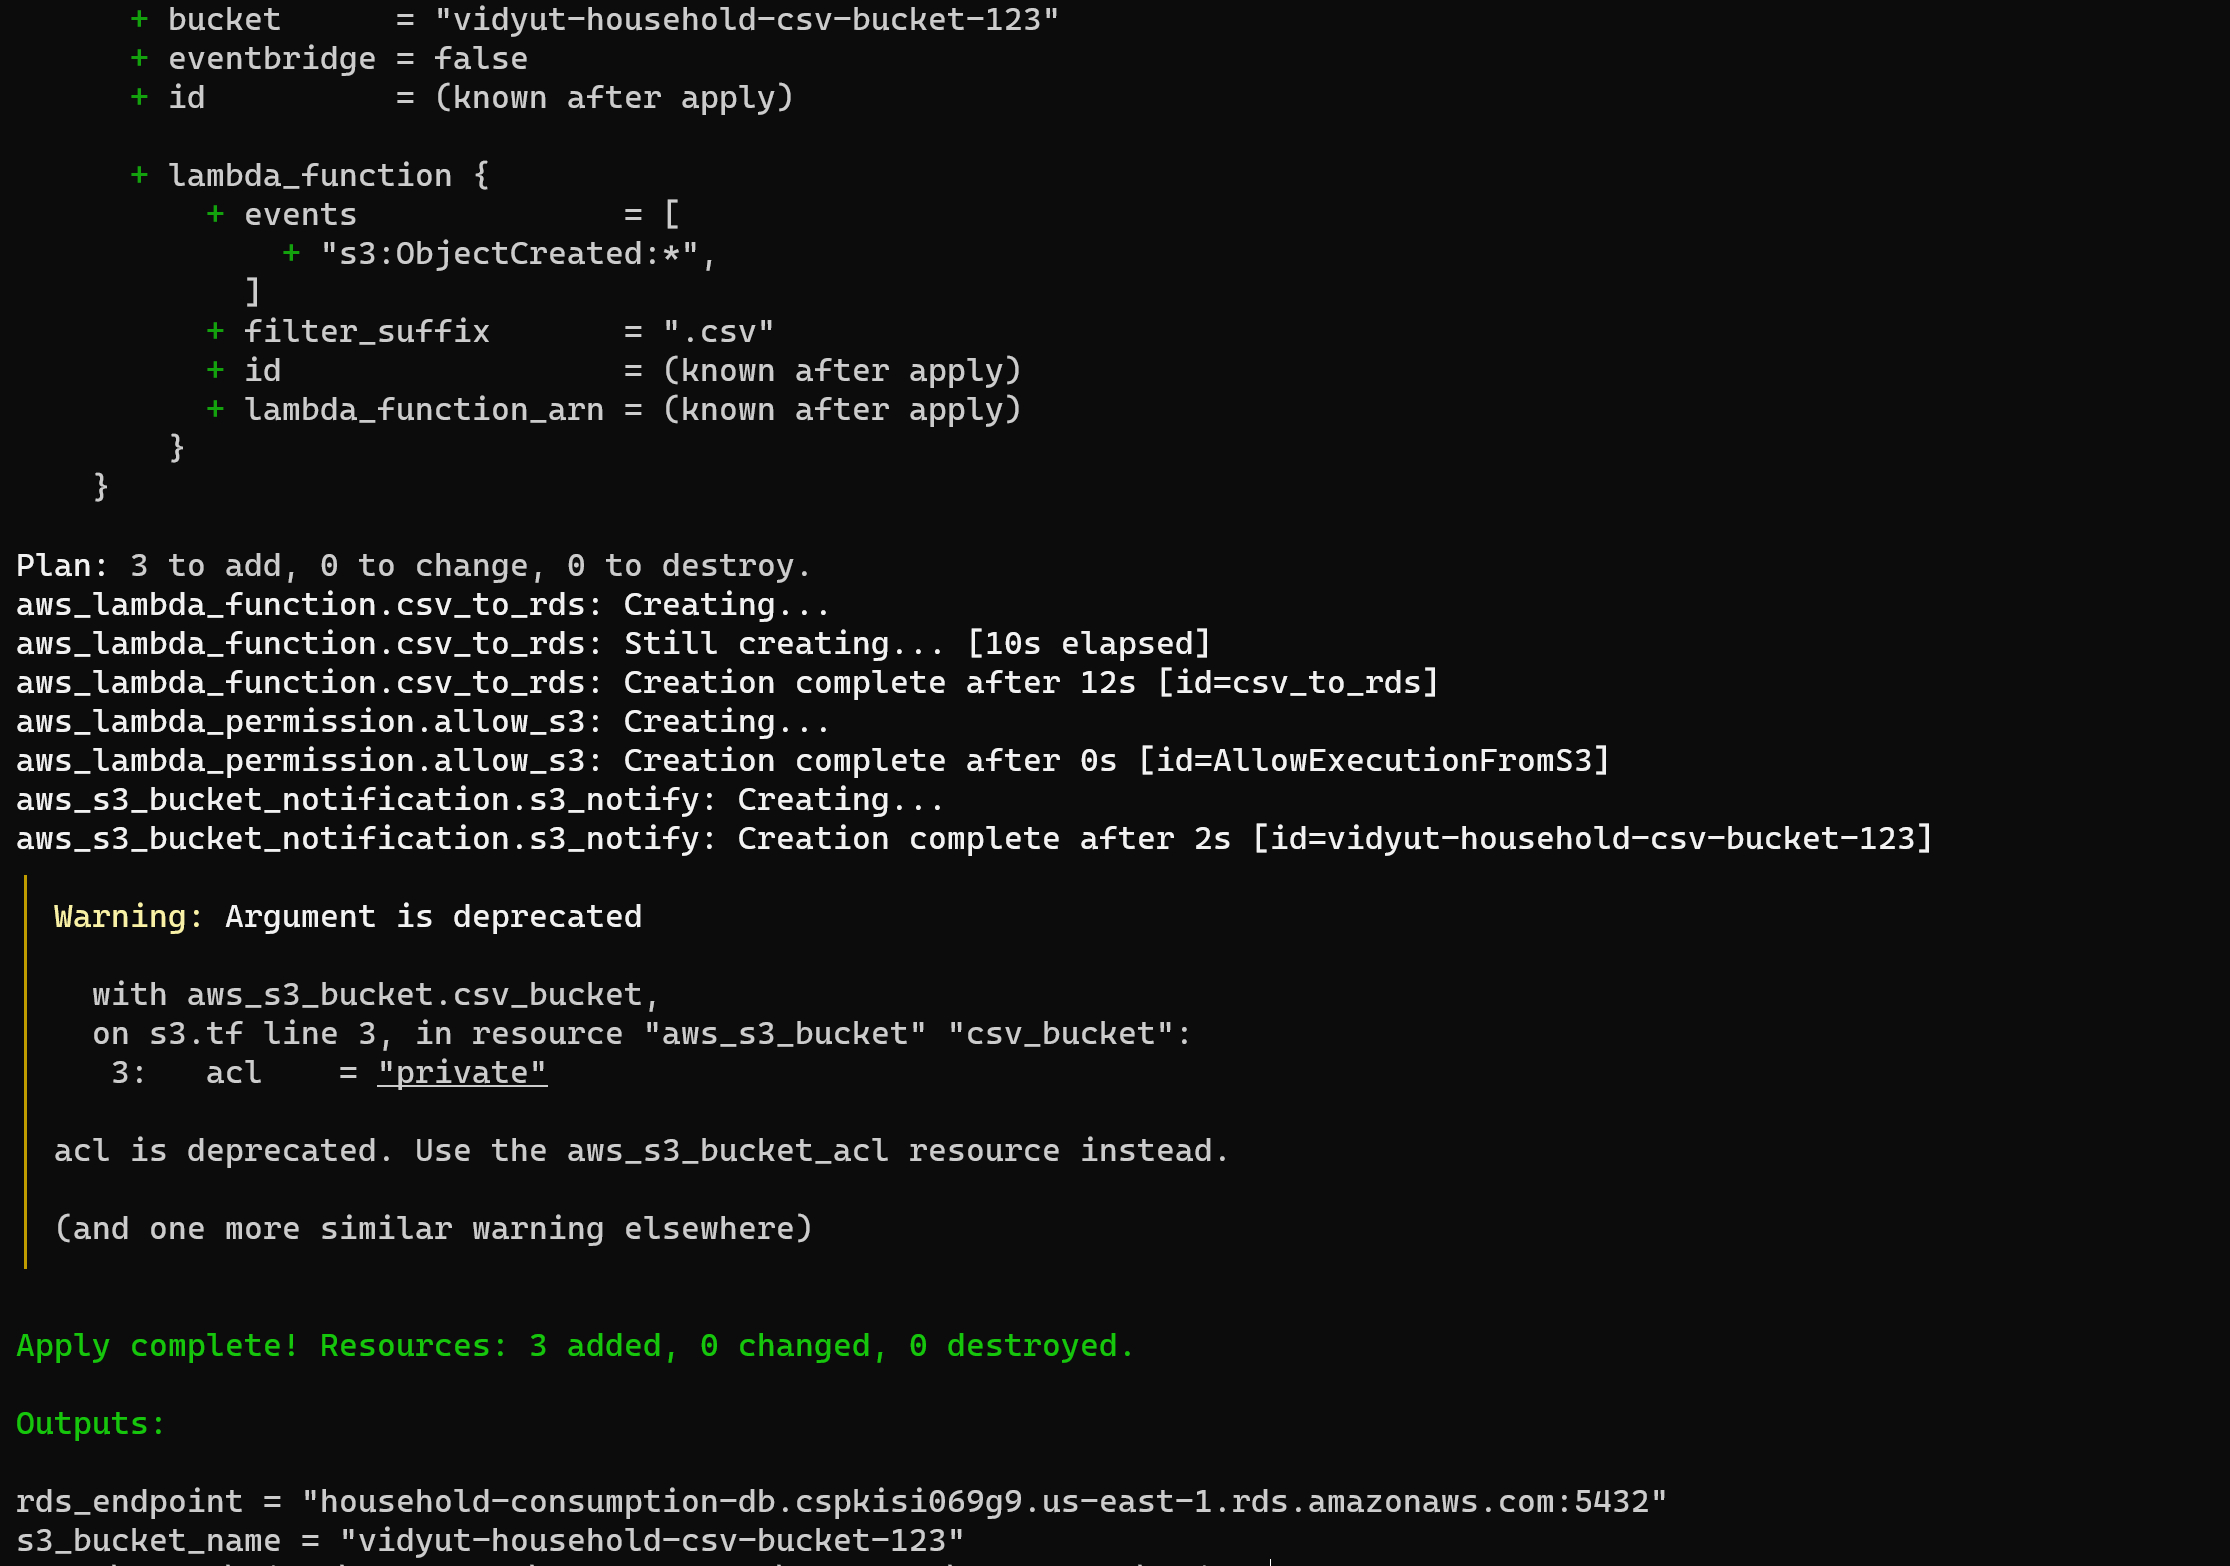 + bucket      = "vidyut-household-csv-bucket-123"
+ eventbridge = false
+ id          = (known after apply)
+ lambda_function {
+ events              = [
+ "s3:ObjectCreated:*",
]
+ filter_suffix       = ".csv"
+ id                  = (known after apply)
+ lambda_function_arn = (known after apply)
}
}
Plan: 3 to add, 0 to change, 0 to destroy.
aws_lambda_function.csv_to_rds: Creating...
aws_lambda_function.csv_to_rds: Still creating... [10s elapsed]
aws_lambda_function.csv_to_rds: Creation complete after 12s [id=csv_to_rds]
aws_lambda_permission.allow_s3: Creating...
aws_lambda_permission.allow_s3: Creation complete after 0s [id=AllowExecutionFromS3]
aws_s3_bucket_notification.s3_notify: Creating...
aws_s3_bucket_notification.s3_notify: Creation complete after 2s [id=vidyut-household-csv-bucket-123]
Warning: Argument is deprecated
with aws_s3_bucket.csv_bucket,
on s3.tf line 3, in resource "aws_s3_bucket" "csv_bucket":
3:   acl    = "private"
acl is deprecated. Use the aws_s3_bucket_acl resource instead.
(and one more similar warning elsewhere)
Apply complete! Resources: 3 added, 0 changed, 0 destroyed.
Outputs:
rds_endpoint = "household-consumption-db.cspkisi069g9.us-east-1.rds.amazonaws.com:5432"
s3_bucket_name = "vidyut-household-csv-bucket-123"